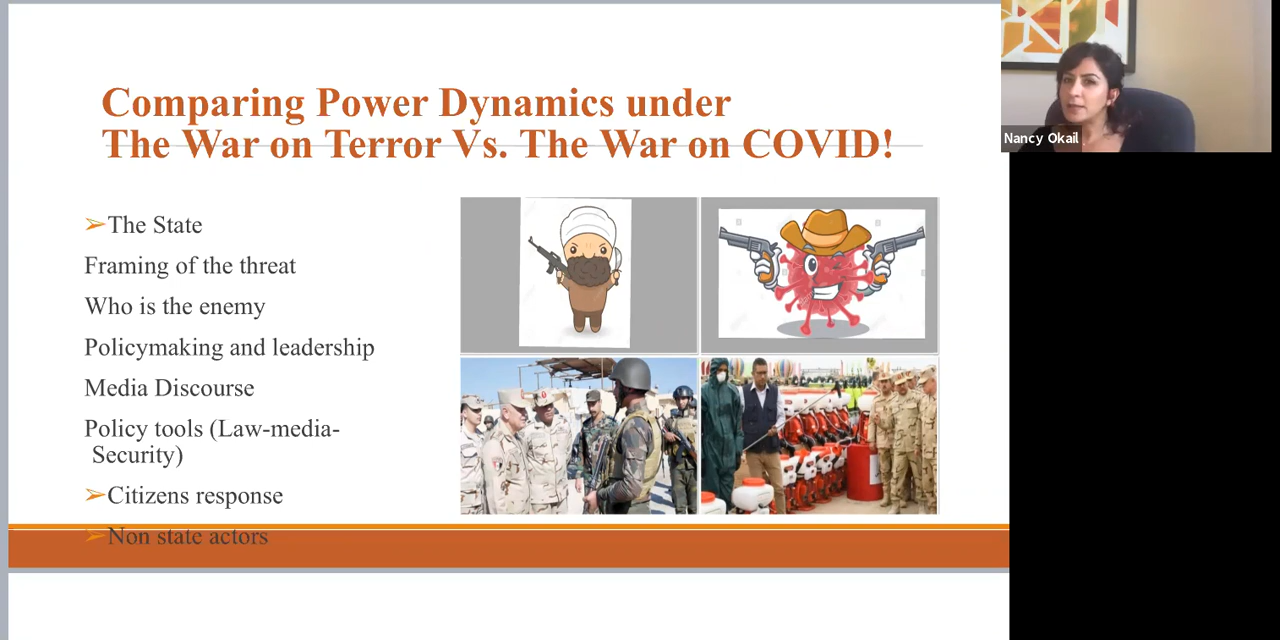 Comparing Power Dynamics under
The War on Terror Vs. The War on COVID!
➢The State
Framing of the threat
Who is the enemy
Policymaking and leadership
Media Discourse
Policy tools (Law-media-
Security)
➢Citizens response
➢Non state actors
Nancy Okail